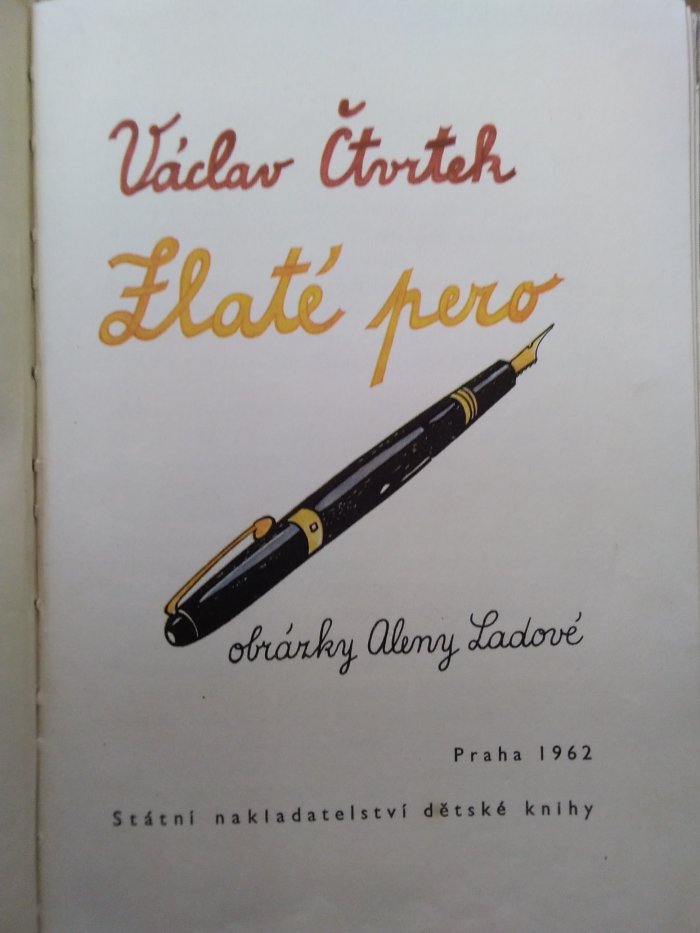 Václav Čtvrtek
Zlaté pero
obrázky Aleny Ladové
Praha 1962
Státní nakladatelství dětské knihy